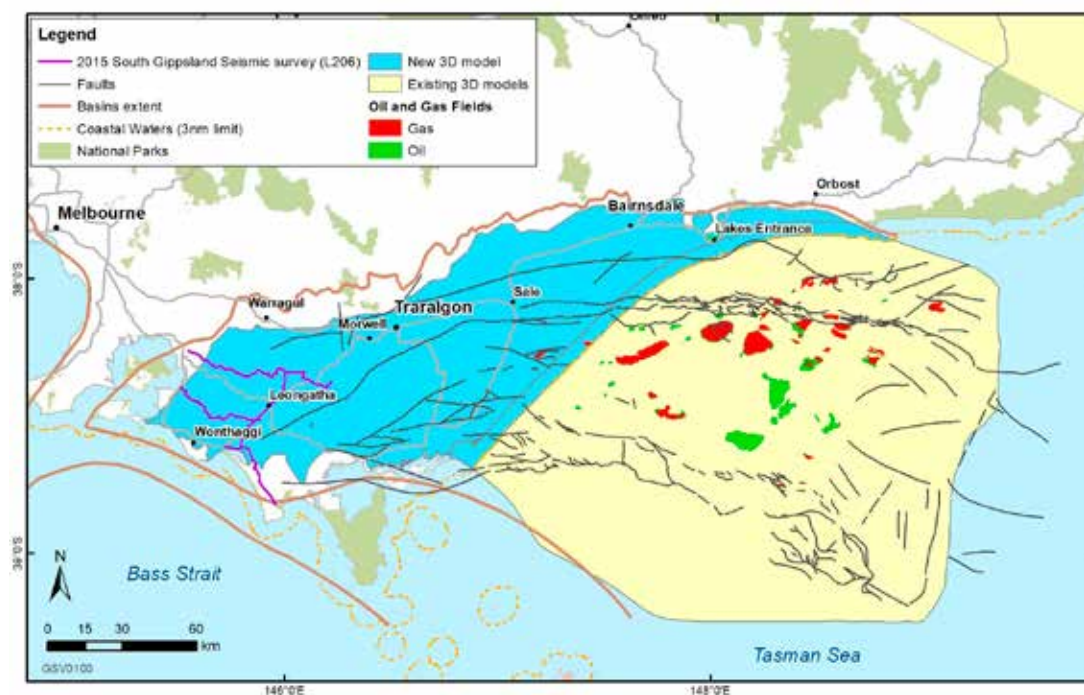 Legend
2015 South Gippsland Seismic survey (L206)
Faults
Basins extent
Coastal Waters (3nm limit)
National Parks
New 3D model
Existing 3D models
Oil and Gas Fields
Gas
Oil
Orbost
Melbourne
Bairnsdale
Lakes Entrance
38°0'S
Warragul
Traralgon
Sale
Morwell
Leongatha
Wonthaggi
39°0'S
N
Bass Strait
0 15 30 60
km
Tasman Sea
GSV0100
146°0'E
148°0'E